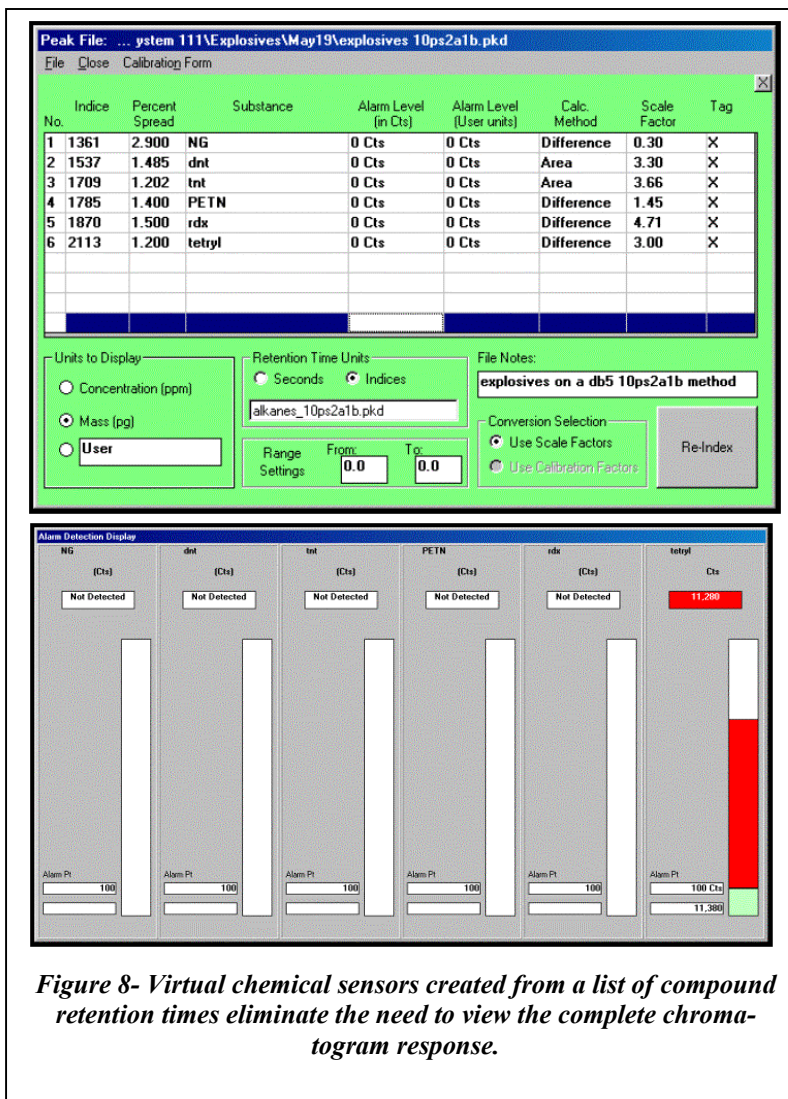 Peak File: ... ystem 111\Explosives\May19\explosives 10ps2a1b.pkd
File Close Calibration Form
X
No. Indice Percent Spread Substance Alarm Level (in Cts) Alarm Level (User units) Calc. Method Scale Factor Tag
1 1361 2.900 NG 0 Cts 0 Cts Difference 0.30 X
2 1537 1.485 dnt 0 Cts 0 Cts Area 3.30 X
3 1709 1.202 tnt 0 Cts 0 Cts Area 3.66 X
4 1785 1.400 PETN 0 Cts 0 Cts Difference 1.45 X
5 1870 1.500 rdx 0 Cts 0 Cts Difference 4.71 X
6 2113 1.200 tetryl 0 Cts 0 Cts Difference 3.00 X
Units to Display
Concentration (ppm)
Mass (pg)
User
Retention Time Units
Seconds Indices
alkanes_10ps2a1b.pkd
Range Settings From: 0.0 To: 0.0
File Notes:
explosives on a db5 10ps2a1b method
Conversion Selection
Use Scale Factors
Use Calibration Factors
Re-Index
Alarm Detection Display
NG dnt tnt PETN rdx tetryl
(Cts) (Cts) (Cts) (Cts) (Cts) Cts
Not Detected Not Detected Not Detected Not Detected Not Detected 11,280
Alarm Pt Alarm Pt Alarm Pt Alarm Pt Alarm Pt Alarm Pt
100 100 100 100 100 100 Cts
11,380
Figure 8- Virtual chemical sensors created from a list of compound
retention times eliminate the need to view the complete chroma-
togram response.